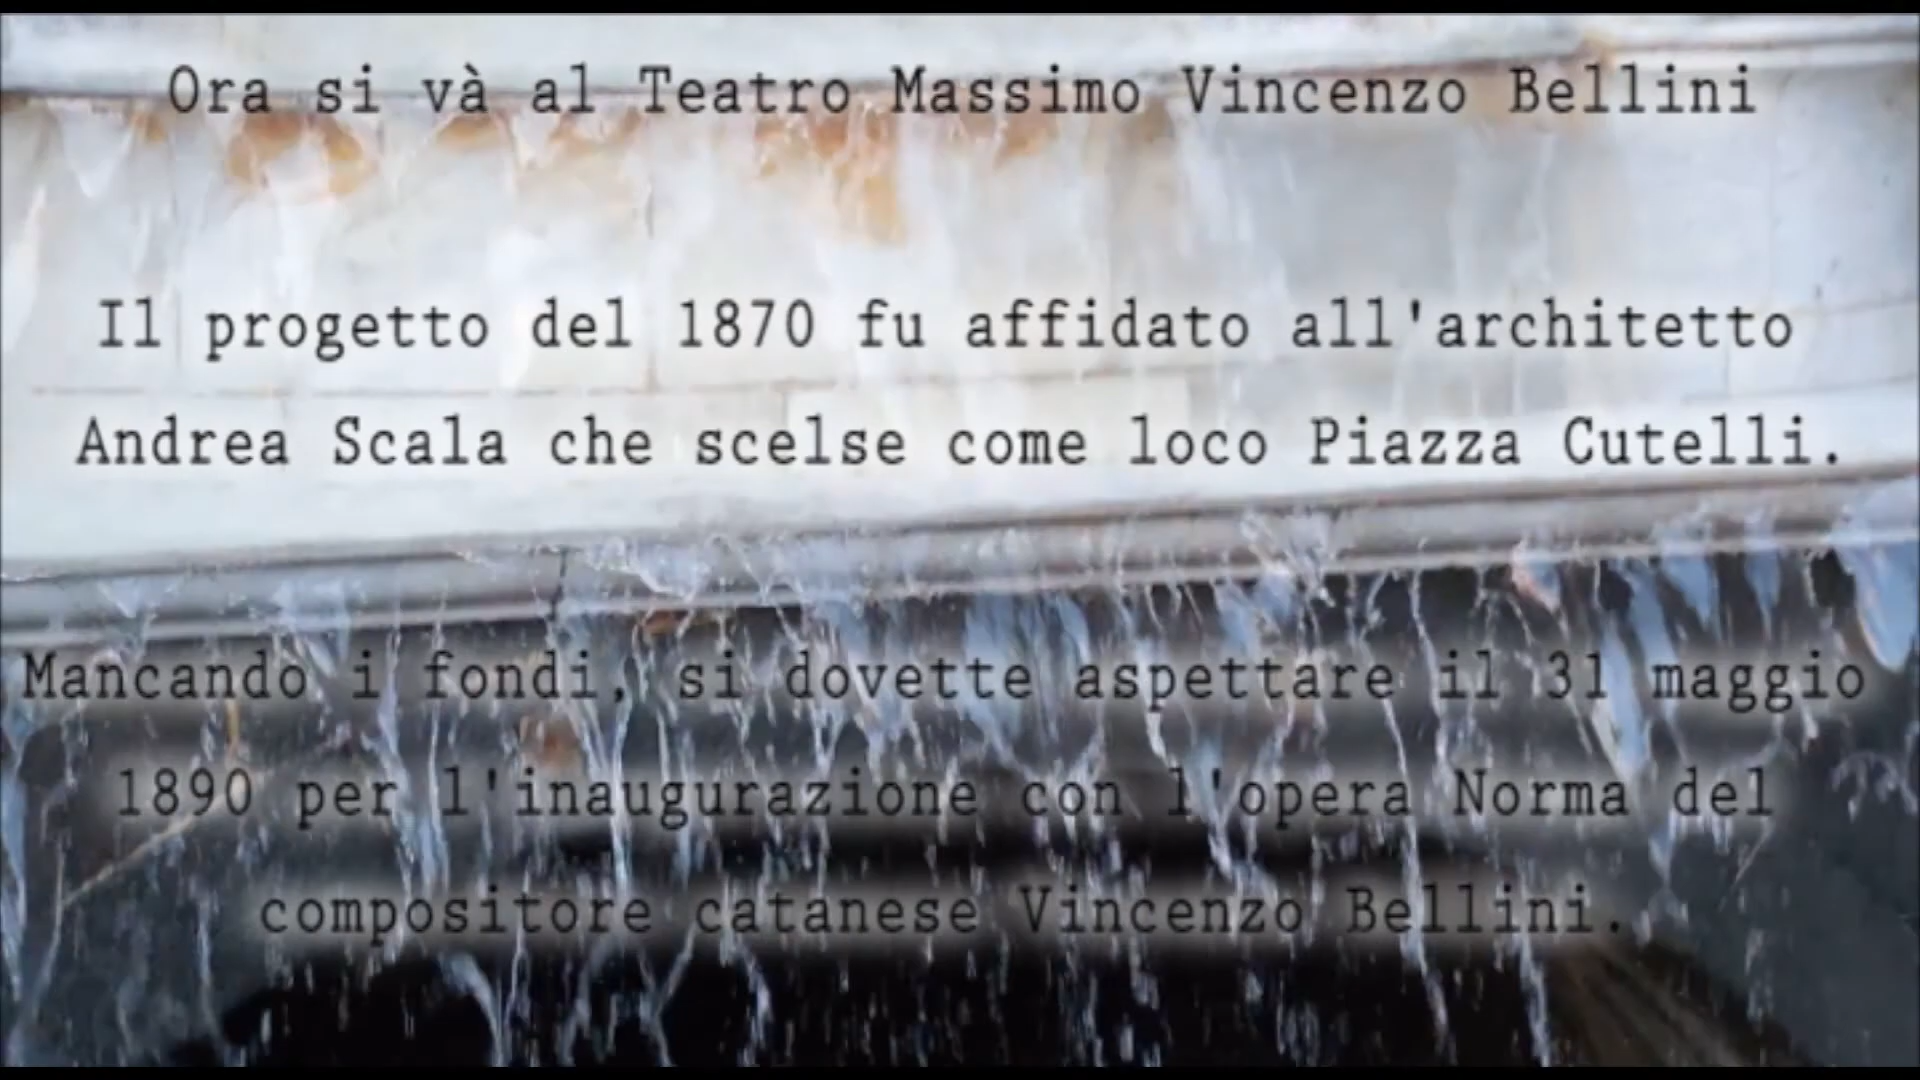 Ora si và al Teatro Massimo Vincenzo Bellini
Il progetto del 1870 fu affidato all'architetto
Andrea Scala che scelse come loco Piazza Cutelli.
Mancando i fondi, si dovette aspettare il 31 maggio
1890 per l'inaugurazione con l'opera Norma del
compositore catanese Vincenzo Bellini.